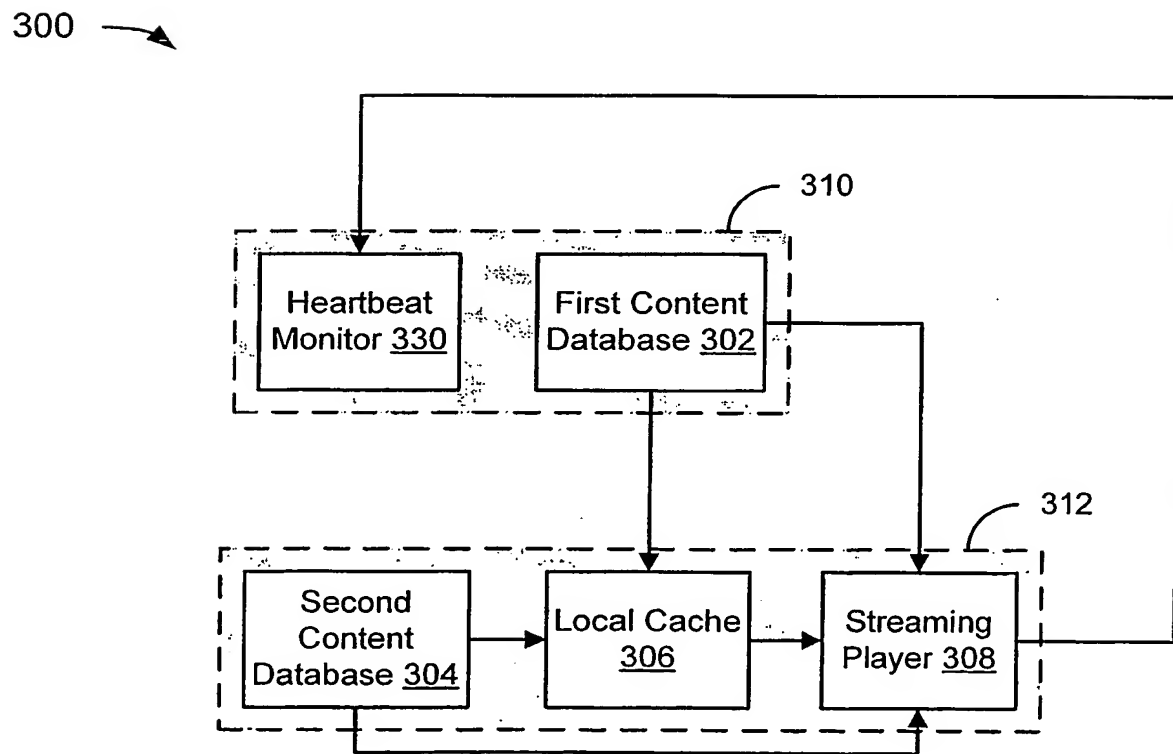 300
310
Heartbeat
Monitor 330
First Content
Database 302
312
Second
Content
Database 304
Local Cache
306
Streaming
Player 308